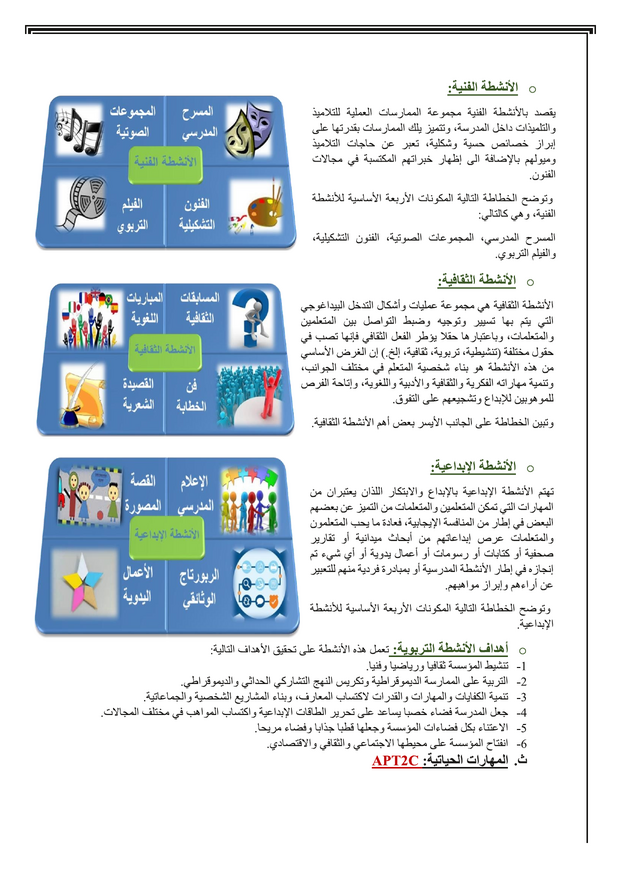 ○ الأنشطة الفنية:
يقصد بالأنشطة الفنية مجموعة الممارسات العملية للتلاميذ
والتلميذات داخل المدرسة، وتتميز يلك الممارسات بقدرتها على
إبراز خصائص حسية وشكلية، تعبر عن حاجات التلاميذ
وميولهم بالإضافة الى إظهار خبراتهم المكتسبة في مجالات
الفنون.
وتوضح الخطاطة التالية المكونات الأربعة الأساسية للأنشطة
الفنية، وهي كالتالي:
المسرح المدرسي، المجموعات الصوتية، الفنون التشكيلية،
والفيلم التربوي.
المسرح
المدرسي
المجموعات
الصوتية
الأنشطة الفنية
الفنون
التشكيلية
الفيلم
التربوي
○ الأنشطة الثقافية:
الأنشطة الثقافية هي مجموعة عمليات وأشكال التدخل البيداغوجي
التي يتم بها تسيير وتوجيه وضبط التواصل بين المتعلمين
والمتعلمات، وباعتبارها حقلا يؤطر الفعل الثقافي فإنها تصب في
حقول مختلفة (تنشيطية، تربوية، ثقافية، إلخ.) إن الغرض الأساسي
من هذه الأنشطة هو بناء شخصية المتعلم في مختلف الجوانب،
وتنمية مهاراته الفكرية والثقافية والأدبية واللغوية، وإتاحة الفرص
للموهوبين للإبداع وتشجيعهم على التفوق.
وتبين الخطاطة على الجانب الأيسر بعض أهم الأنشطة الثقافية.
المسابقات
الثقافية
المباريات
اللغوية
الأنشطة الثقافية
فن
الخطابة
القصيدة
الشعرية
○ الأنشطة الإبداعية:
تهتم الأنشطة الإبداعية بالإبداع والابتكار اللذان يعتبران من
المهارات التي تمكن المتعلمين والمتعلمات من التميز عن بعضهم
البعض في إطار من المنافسة الإيجابية، فعادة ما يحب المتعلمون
والمتعلمات عرض إبداعاتهم من أبحاث ميدانية أو تقارير
صحفية أو كتابات أو رسومات أو أعمال يدوية أو أي شيء تم
إنجازه في إطار الأنشطة المدرسية أو بمبادرة فردية منهم للتعبير
عن أراءهم وإبراز مواهبهم.
وتوضح الخطاطة التالية المكونات الأربعة الأساسية للأنشطة
الإبداعية.
الإعلام
المدرسي
القصة
المصورة
الأنشطة الإبداعية
الربورتاج
الوثائقي
الأعمال
اليدوية
○ أهداف الأنشطة التربوية: تعمل هذه الأنشطة على تحقيق الأهداف التالية:
1- تنشيط المؤسسة ثقافيا ورياضيا وفنيا.
2- التربية على الممارسة الديموقراطية وتكريس النهج التشاركي الحداثي والديموقراطي.
3- تنمية الكفايات والمهارات والقدرات لاكتساب المعارف، وبناء المشاريع الشخصية والجماعاتية.
4- جعل المدرسة فضاء خصبا يساعد على تحرير الطاقات الإبداعية واكتساب المواهب في مختلف المجالات.
5- الاعتناء بكل فضاءات المؤسسة وجعلها قطبا جذابا وفضاء مريحا.
6- انفتاح المؤسسة على محيطها الاجتماعي والثقافي والاقتصادي.
ث. المهارات الحياتية: APT2C